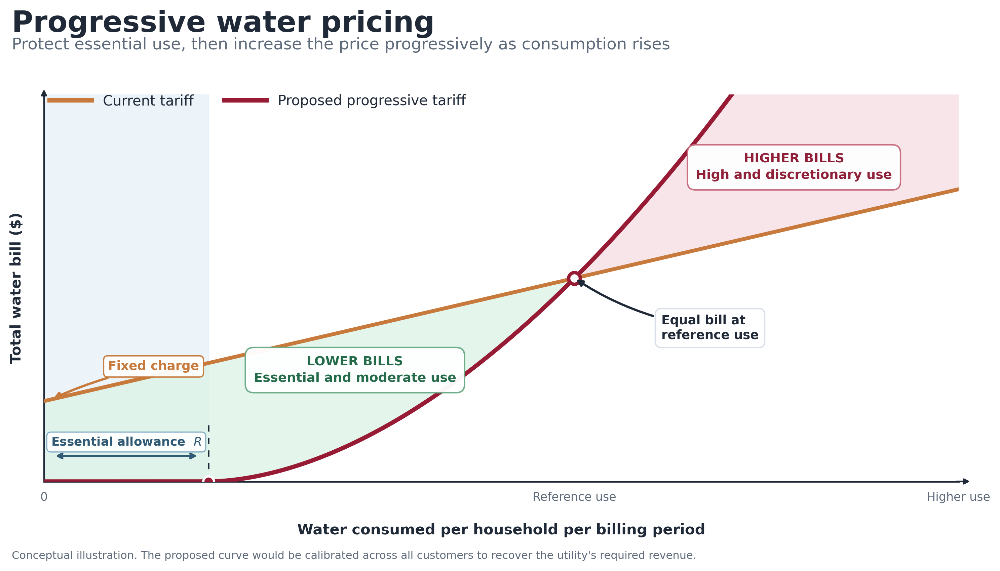 Progressive water pricing
Protect essential use, then increase the price progressively as consumption rises
Current tariff
Proposed progressive tariff
HIGHER BILLS
High and discretionary use
Total water bill ($)
Equal bill at
reference use
Fixed charge
LOWER BILLS
Essential and moderate use
Essential allowance R
0
Reference use
Higher use
Water consumed per household per billing period
Conceptual illustration. The proposed curve would be calibrated across all customers to recover the utility's required revenue.